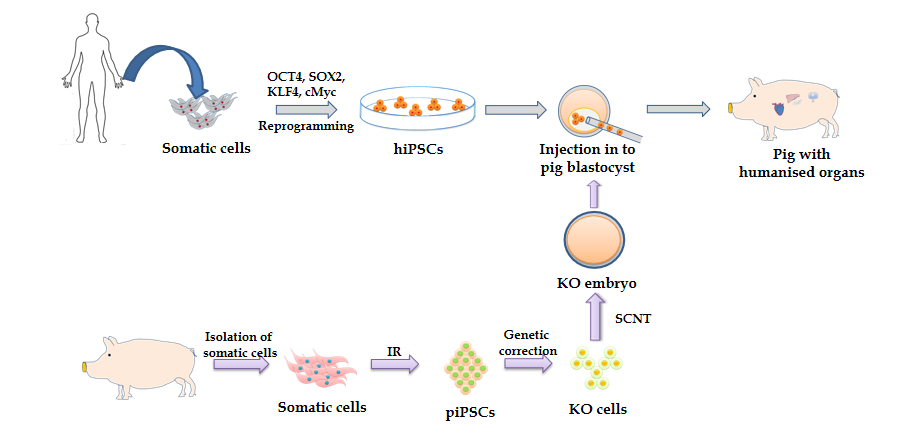 OCT4, SOX2,
KLF4, cMyc
Reprogramming
Somatic cells
hiPSCs
Injection in to
pig blastocyst
Pig with
humanised organs
KO embryo
SCNT
Isolation of
somatic cells
IR
Genetic
correction
Somatic cells
piPSCs
KO cells